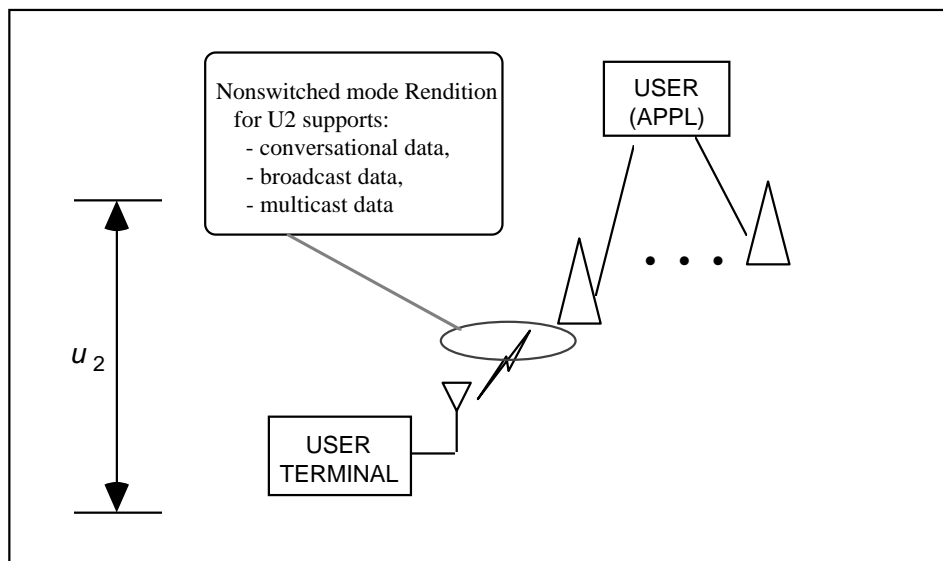 Nonswitched mode Rendition
for U2 supports:
- conversational data,
- broadcast data,
- multicast data
USER
(APPL)
u 2
USER
TERMINAL